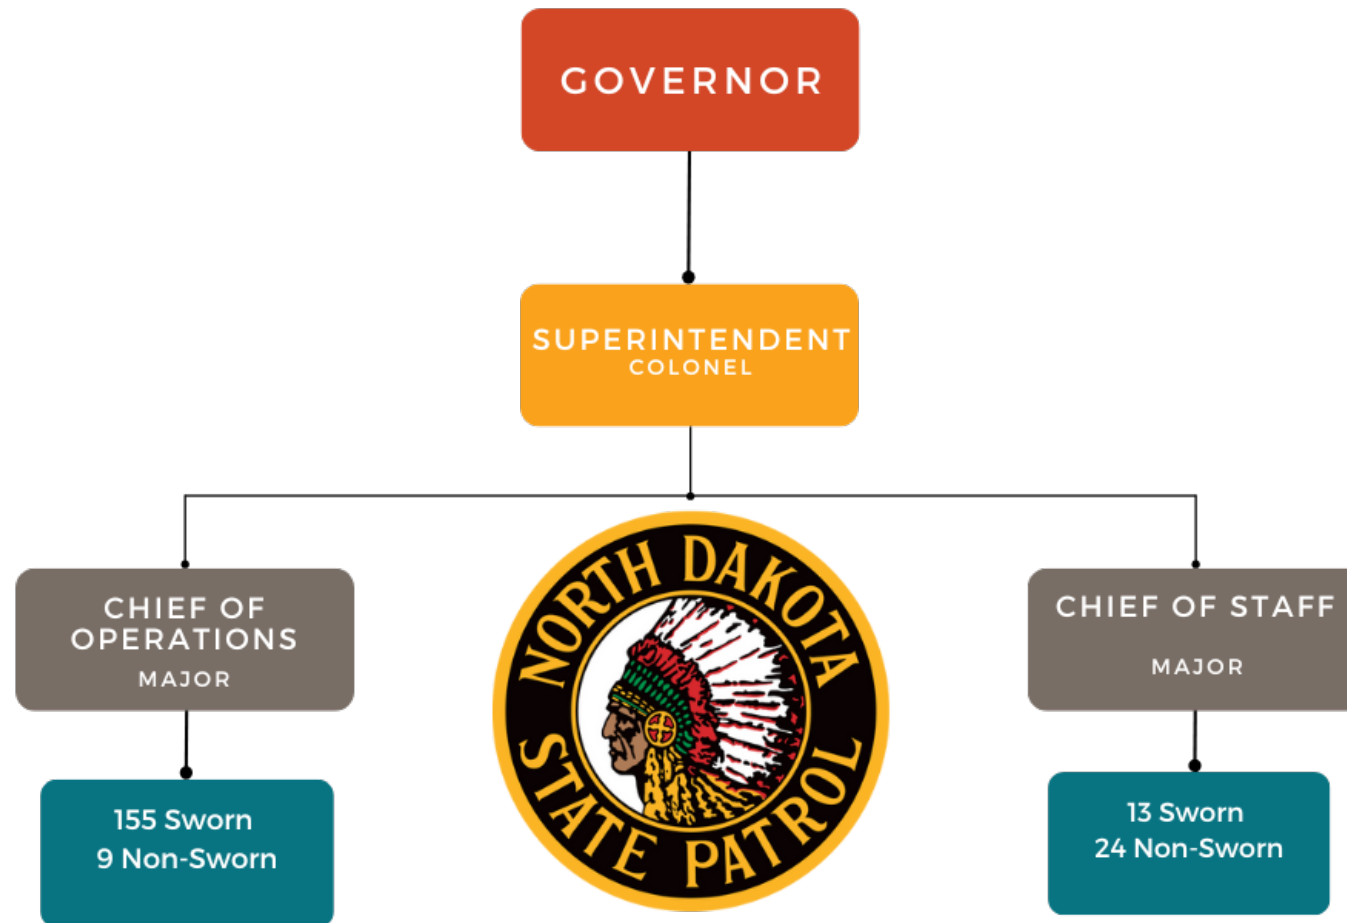 GOVERNOR
SUPERINTENDENT
COLONEL
CHIEF OF
OPERATIONS
MAJOR
CHIEF OF STAFF
MAJOR
NORTH DAKOTA
STATE PATROL
155 Sworn
9 Non-Sworn
13 Sworn
24 Non-Sworn